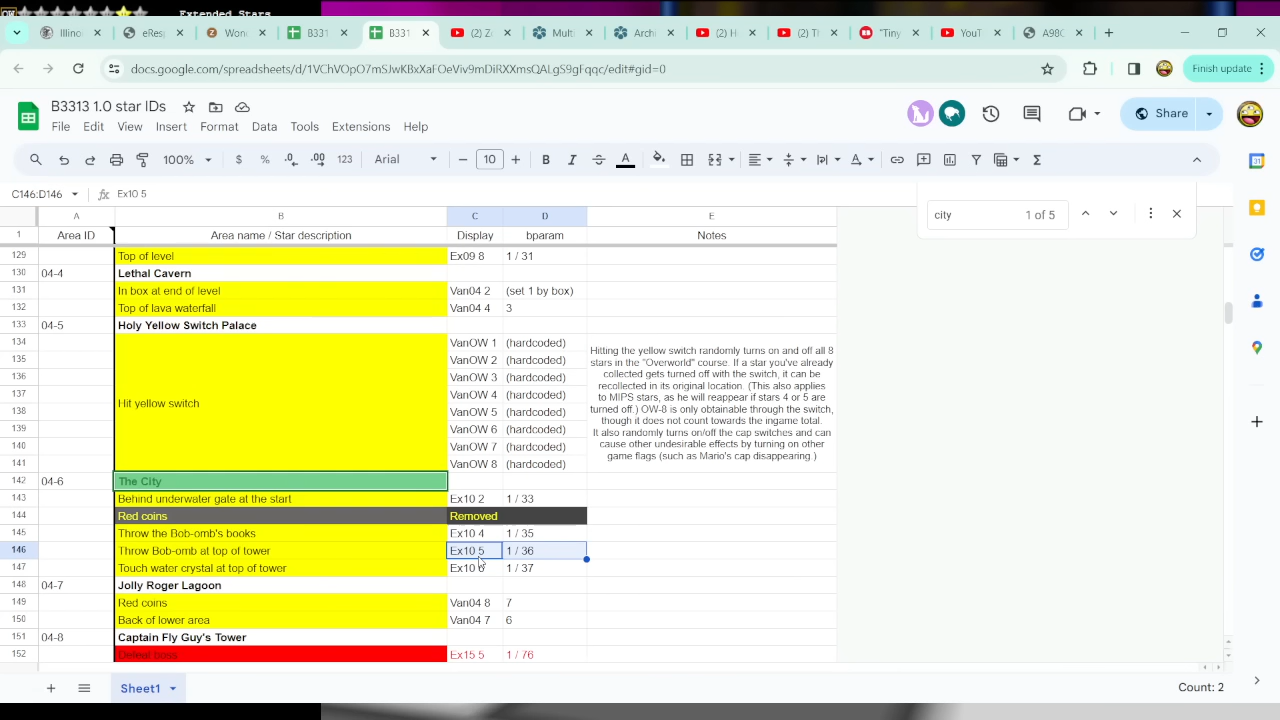 OW Extended Stars
Illino eResp Wond B331 B331 (2) Ze Multi Archi (2) H (2) Th "Tiny YouT A98C
docs.google.com/spreadsheets/d/1VChVOpO7mSJwKBxXaFOeViv9mDiRXXmsQALgS9gFqqc/edit#gid=0 Finish update
B3313 1.0 star IDs
File Edit View Insert Format Data Tools Extensions Help
Share
100% $ % .0 .00 123 Arial 10 B I A
C146:D146 fx Ex10 5
city 1 of 5
A B C D E
1 Area ID Area name / Star description Display bparam Notes
129 Top of level Ex09 8 1 / 31
130 04-4 Lethal Cavern
131 In box at end of level Van04 2 (set 1 by box)
132 Top of lava waterfall Van04 4 3
133 04-5 Holy Yellow Switch Palace
134 VanOW 1 (hardcoded)
135 VanOW 2 (hardcoded)
136 VanOW 3 (hardcoded)
137 VanOW 4 (hardcoded)
Hit yellow switch
138 VanOW 5 (hardcoded)
139 VanOW 6 (hardcoded)
140 VanOW 7 (hardcoded)
141 VanOW 8 (hardcoded)
Hitting the yellow switch randomly turns on and off all 8
stars in the "Overworld" course. If a star you've already
collected gets turned off with the switch, it can be
recollected in its original location. (This also applies
to MIPS stars, as he will reappear if stars 4 or 5 are
turned off.) OW-8 is only obtainable through the switch,
though it does not count towards the ingame total.
It also randomly turns on/off the cap switches and can
cause other undesirable effects by turning on other
game flags (such as Mario's cap disappearing )
142 04-6 The City
143 Behind underwater gate at the start Ex10 2 1 / 33
144 Red coins Removed
145 Throw the Bob-omb's books Ex10 4 1 / 35
146 Throw Bob-omb at top of tower Ex10 5 1 / 36
147 Touch water crystal at top of tower Ex10 6 1 / 37
148 04-7 Jolly Roger Lagoon
149 Red coins Van04 8 7
150 Back of lower area Van04 7 6
151 04-8 Captain Fly Guy's Tower
152 Defeat boss Ex15 5 1 / 76
Sheet1 Count: 2